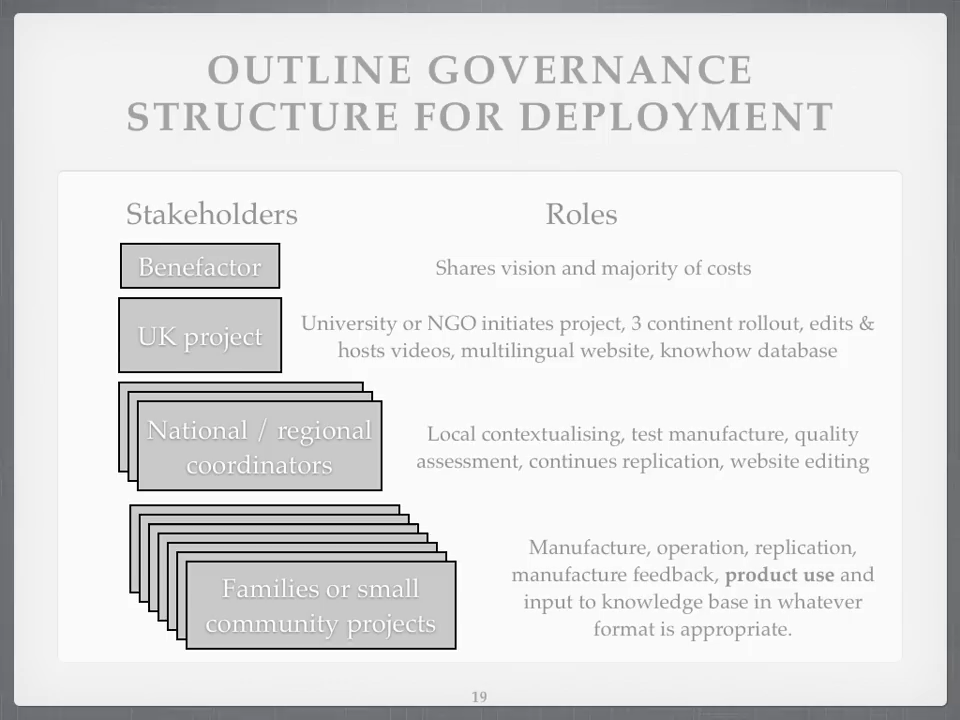 OUTLINE GOVERNANCE
STRUCTURE FOR DEPLOYMENT
Stakeholders
Roles
Benefactor
Shares vision and majority of costs
UK project
University or NGO initiates project, 3 continent rollout, edits &
hosts videos, multilingual website, knowhow database
National / regional
coordinators
Local contextualising, test manufacture, quality
assessment, continues replication, website editing
Families or small
community projects
Manufacture, operation, replication,
manufacture feedback, product use and
input to knowledge base in whatever
format is appropriate.
19